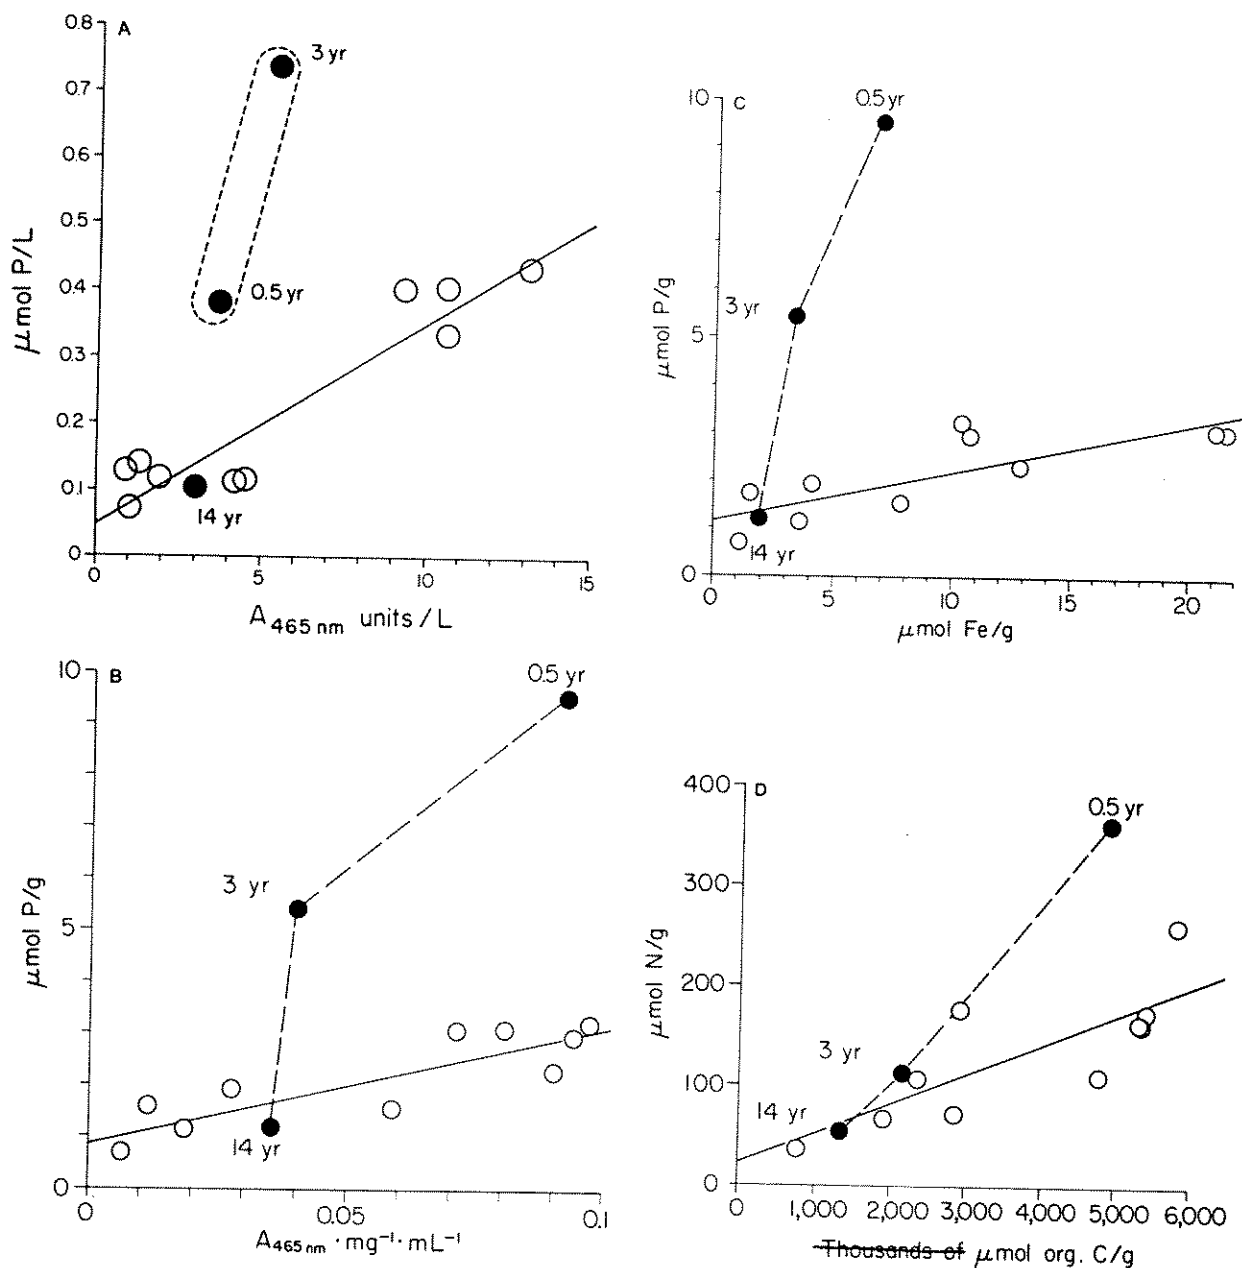 A
0.8
0.7
0.6
0.5
0.4
0.3
0.2
0.1
0
μmol P/L
3 yr
0.5 yr
14 yr
0 5 10 15
A465 nm units/L
C
10
5
0
μmol P/g
0.5 yr
3 yr
14 yr
0 5 10 15 20
μmol Fe/g
B
10
5
0
μmol P/g
0.5 yr
3 yr
14 yr
0 0.05 0.1
A465 nm · mg⁻¹ · mL⁻¹
D
400
300
200
100
0
μmol N/g
0.5 yr
3 yr
14 yr
0 1,000 2,000 3,000 4,000 5,000 6,000
Thousands of μmol org. C/g